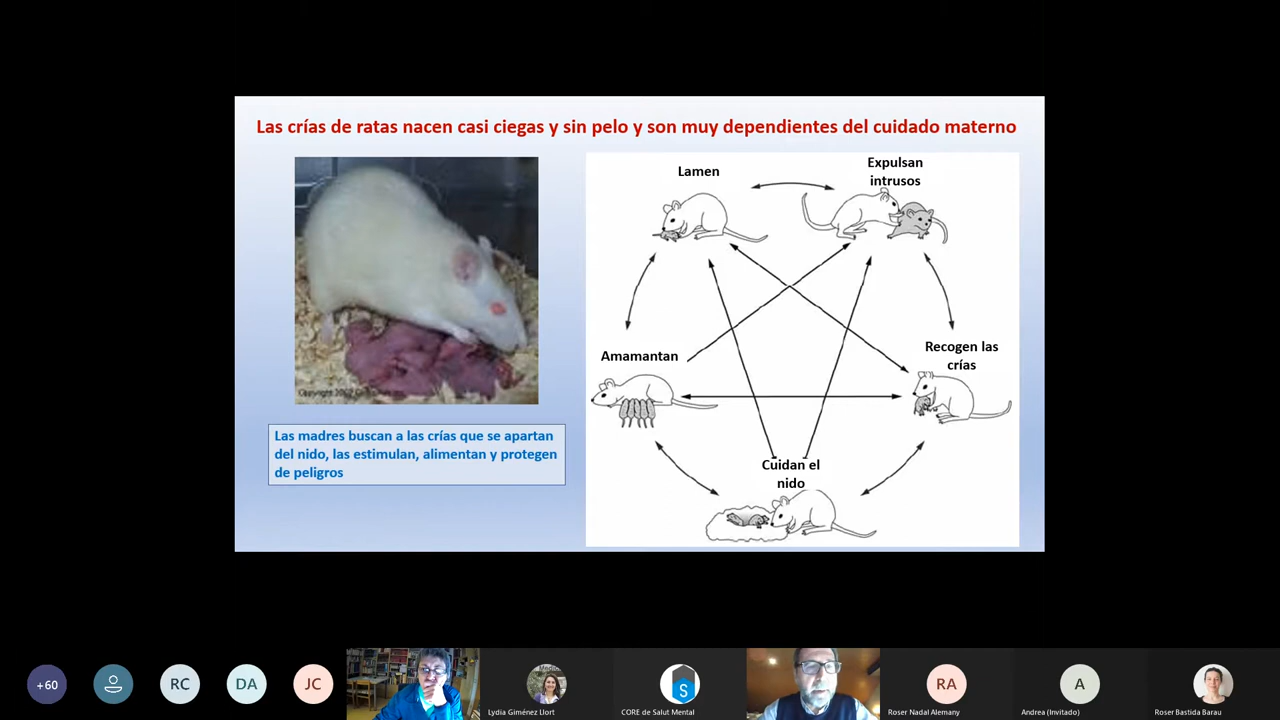 Las crías de ratas nacen casi ciegas y sin pelo y son muy dependientes del cuidado materno
Lamen
Expulsan
intrusos
Amamantan
Recogen las
crías
Cuidan el
nido
Las madres buscan a las crías que se apartan
del nido, las estimulan, alimentan y protegen
de peligros
+60
RC
DA
JC
Lydia Giménez Llort
S
CORE de Salut Mental
RA
Roser Nadal Alemany
A
Andrea (Invitado)
Roser Bastida Barau